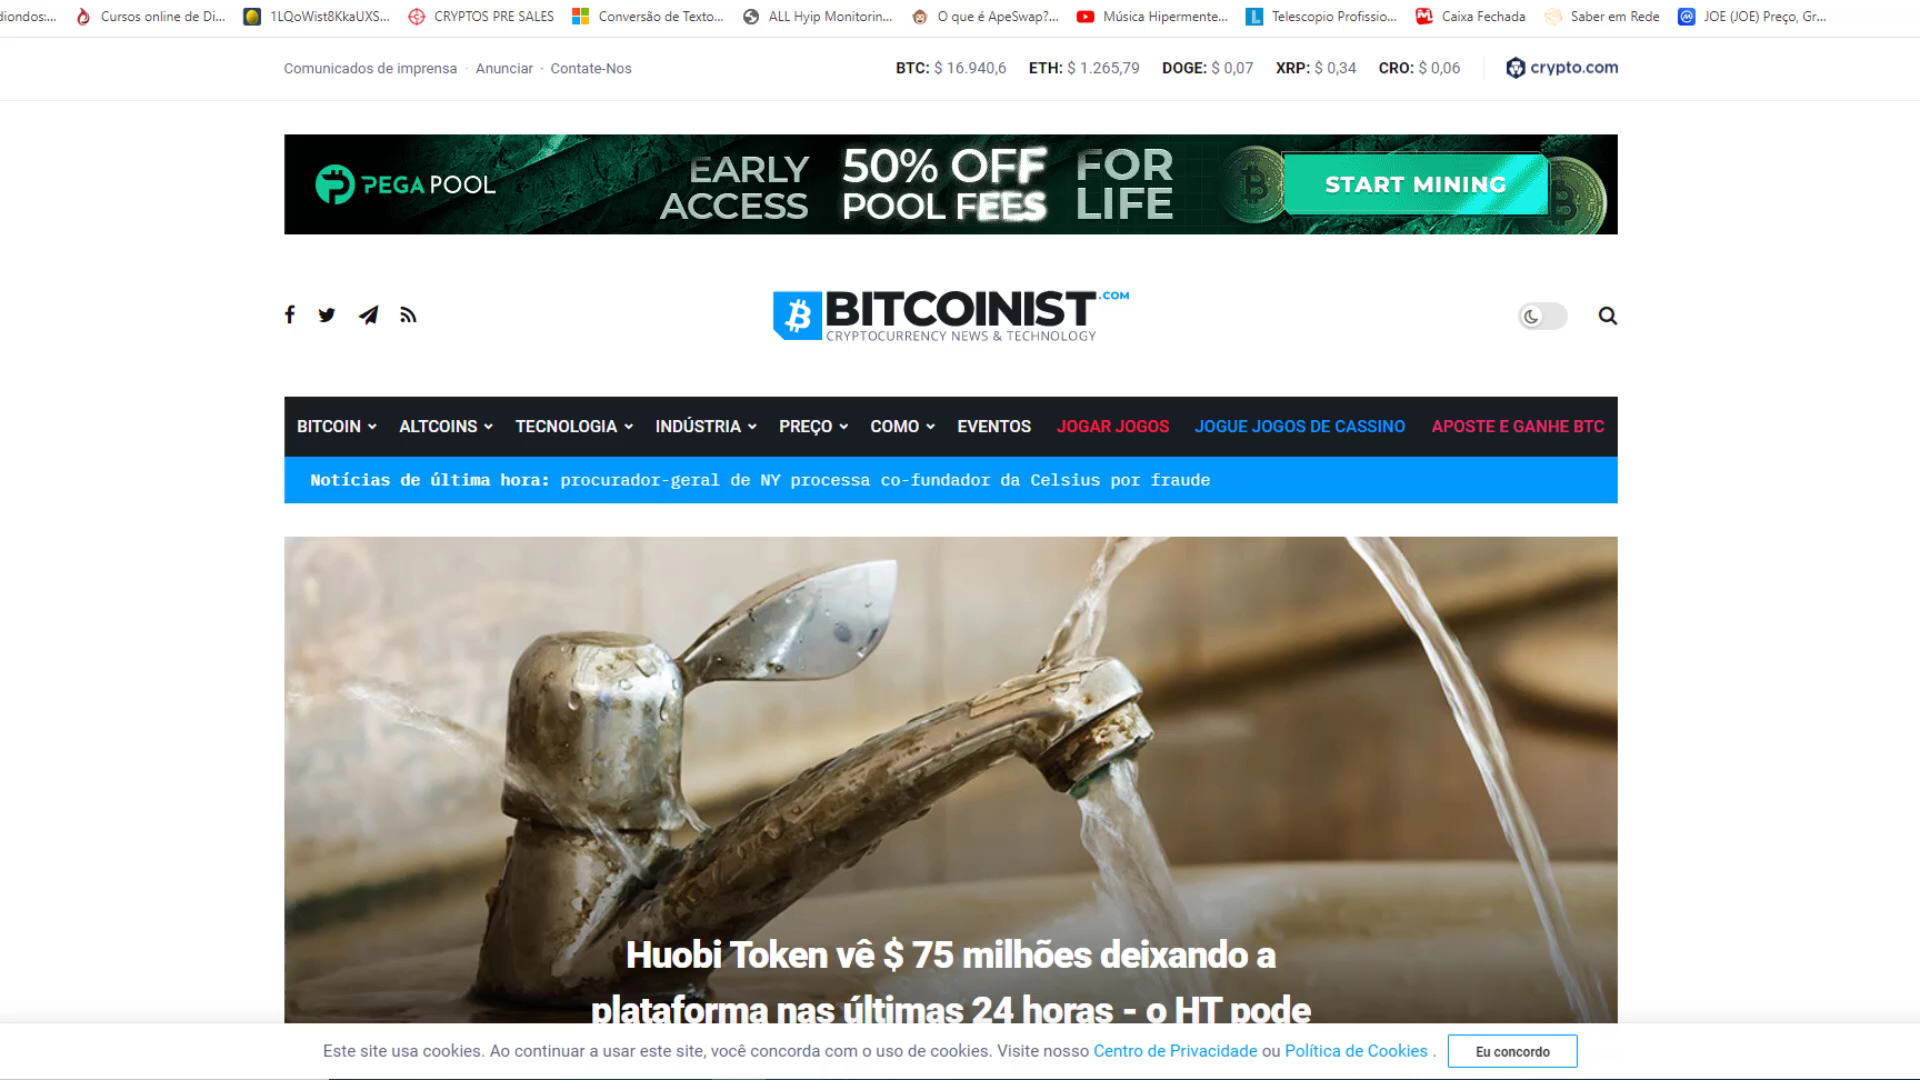 diondos:... Cursos online de Di... 1LQoWist8KkaUXS... CRYPTOS PRE SALES Conversão de Texto... ALL Hyip Monitorin... O que é ApeSwap?... Música Hipermente... Telescopio Profissio... Caixa Fechada Saber em Rede JOE (JOE) Preço, Gr...
Comunicados de imprensa · Anunciar · Contate-Nos BTC: $ 16.940,6 ETH: $ 1.265,79 DOGE: $ 0,07 XRP: $ 0,34 CRO: $ 0,06 crypto.com
PEGA POOL
EARLY ACCESS
50% OFF POOL FEES
FOR LIFE
START MINING
BITCOINIST.COM
CRYPTOCURRENCY NEWS & TECHNOLOGY
BITCOIN ALTCOINS TECNOLOGIA INDÚSTRIA PREÇO COMO EVENTOS JOGAR JOGOS JOGUE JOGOS DE CASSINO APOSTE E GANHE BTC
Notícias de última hora: procurador-geral de NY processa co-fundador da Celsius por fraude
Huobi Token vê $ 75 milhões deixando a
plataforma nas últimas 24 horas - o HT pode
Este site usa cookies. Ao continuar a usar este site, você concorda com o uso de cookies. Visite nosso Centro de Privacidade ou Política de Cookies . Eu concordo